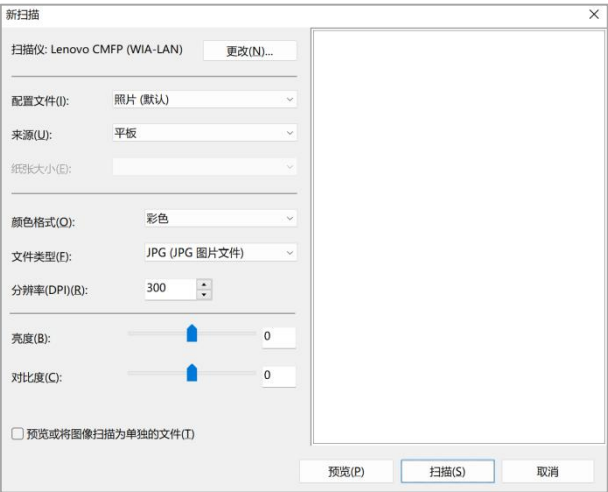 新扫描
扫描仪: Lenovo CMFP (WIA-LAN)
更改(N)...
配置文件(I): 照片 (默认)
来源(U): 平板
纸张大小(E):
颜色格式(O): 彩色
文件类型(F): JPG (JPG 图片文件)
分辨率(DPI)(R): 300
亮度(B): 0
对比度(C): 0
预览或将图像扫描为单独的文件(T)
预览(P) 扫描(S) 取消